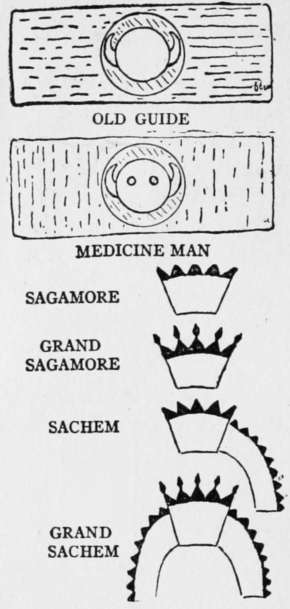 OLD GUIDE
MEDICINE MAN
SAGAMORE
GRAND
SAGAMORE
SACHEM
GRAND
SACHEM